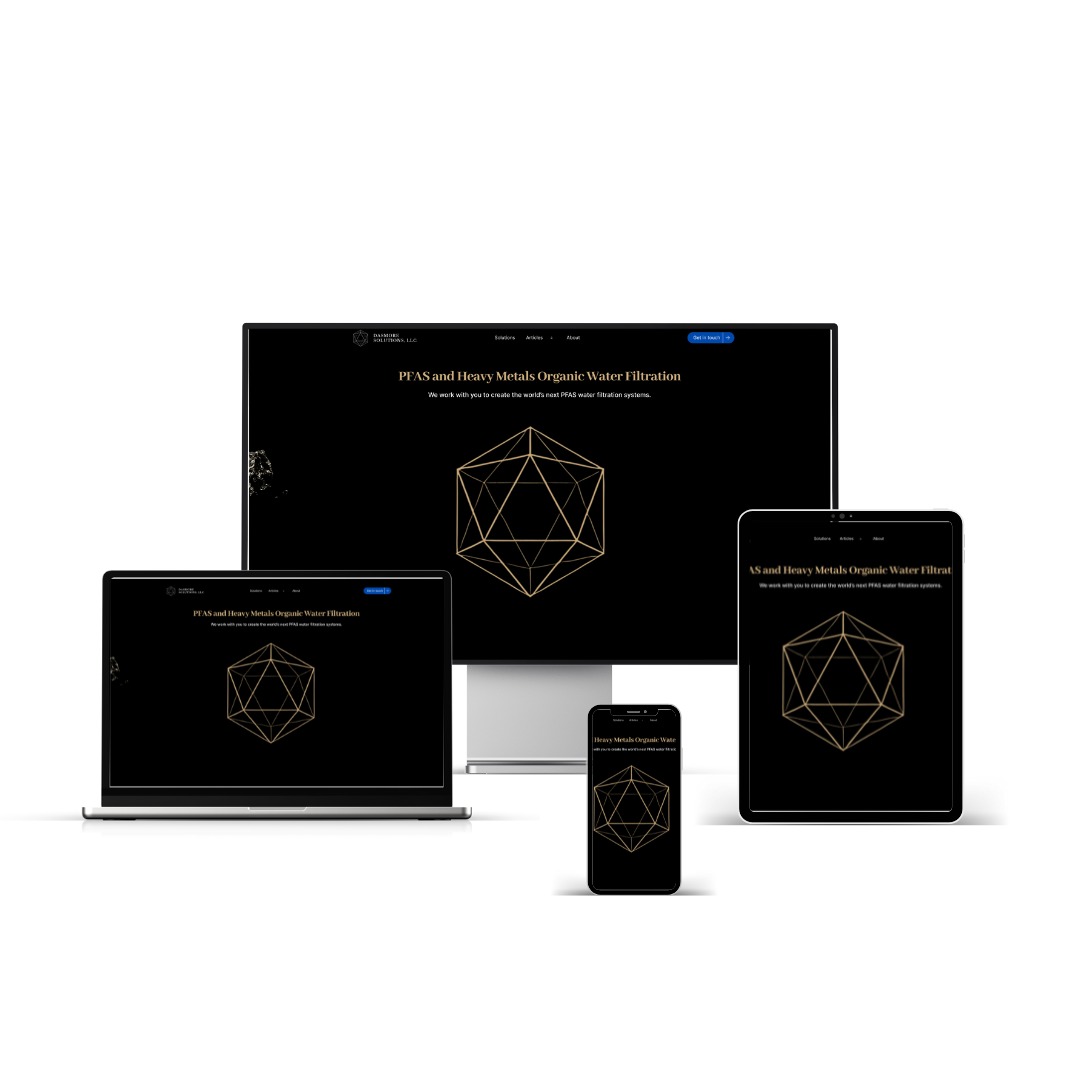 DASMORE
SOLUTIONS, LLC
Solutions Articles About
Get in touch
PFAS and Heavy Metals Organic Water Filtration
We work with you to create the world's next PFAS water filtration systems.
DASMORE
SOLUTIONS, LLC
Solutions Articles About
Get in touch
PFAS and Heavy Metals Organic Water Filtration
We work with you to create the world's next PFAS water filtration systems.
Solutions Articles About
AS and Heavy Metals Organic Water Filtrat
We work with you to create the world's next PFAS water filtration systems.
Solutions Articles About
Heavy Metals Organic Wate
with you to create the world's next PFAS water filtratio